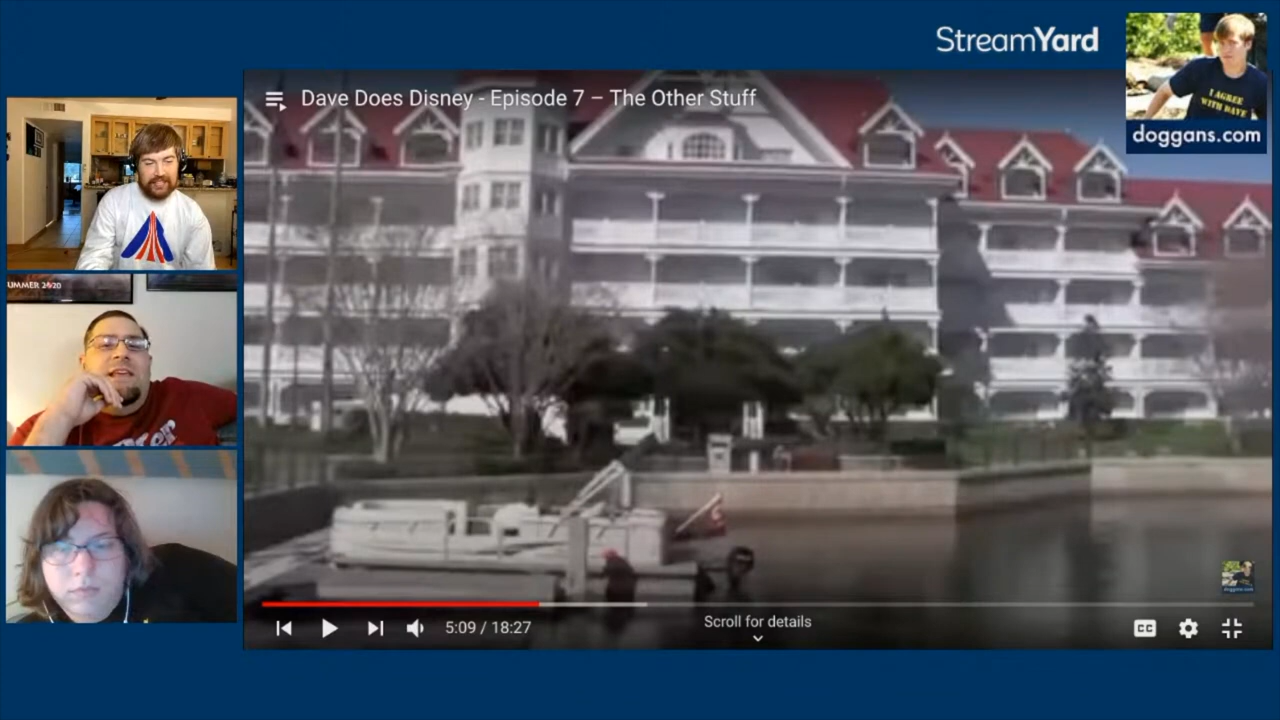 StreamYard
I AGREE
WITH DAVE
doggans.com
Dave Does Disney - Episode 7 – The Other Stuff
UMMER 2020
5:09 / 18:27
Scroll for details
CC